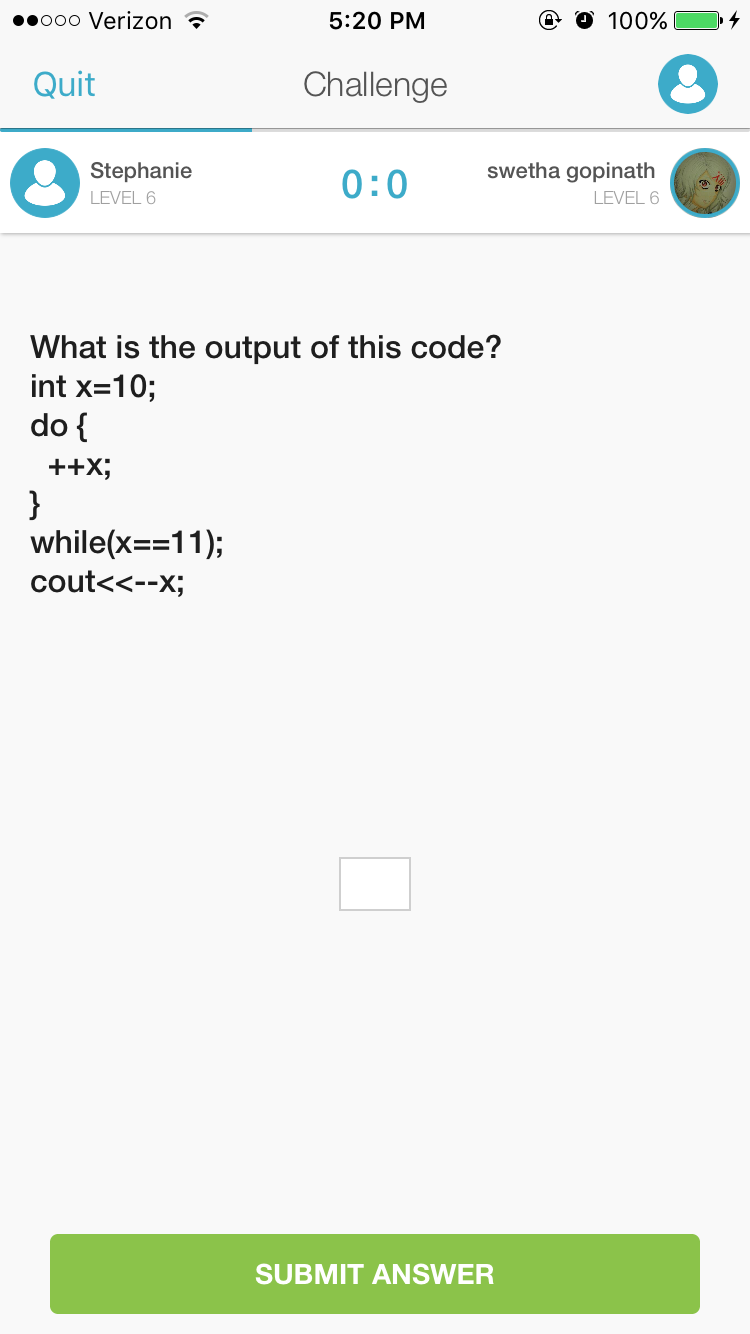 Verizon 5:20 PM 100%
Quit Challenge
Stephanie
LEVEL 6
0:0
swetha gopinath
LEVEL 6
What is the output of this code?
int x=10;
do {
++x;
}
while(x==11);
cout<<--x;
SUBMIT ANSWER